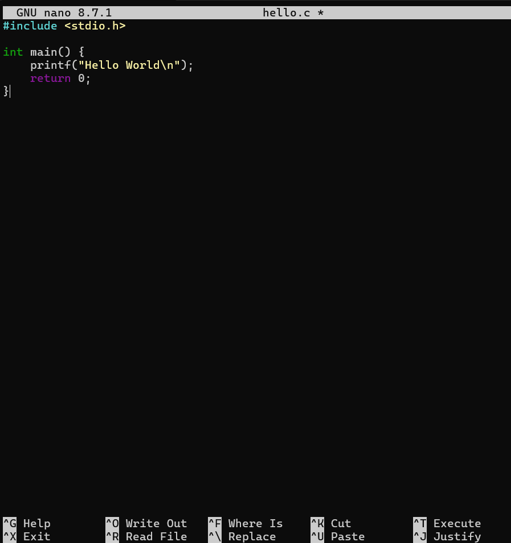 GNU nano 8.7.1 hello.c *
#include <stdio.h>
int main() {
    printf("Hello World\n");
    return 0;
}
^G Help ^O Write Out ^F Where Is ^K Cut ^T Execute
^X Exit ^R Read File ^\ Replace ^U Paste ^J Justify